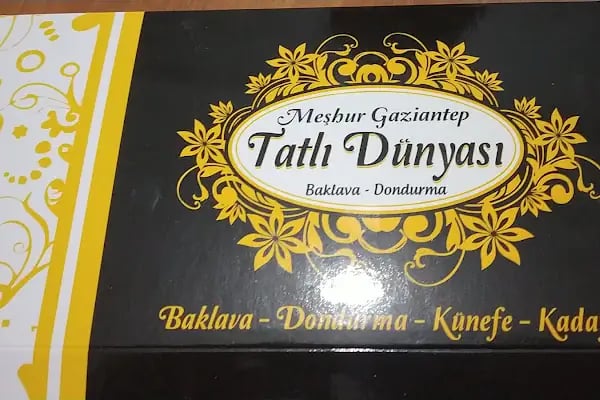 Meşhur Gaziantep
Tatlı Dünyası
Baklava - Dondurma
Baklava - Dondurma - Künefe -